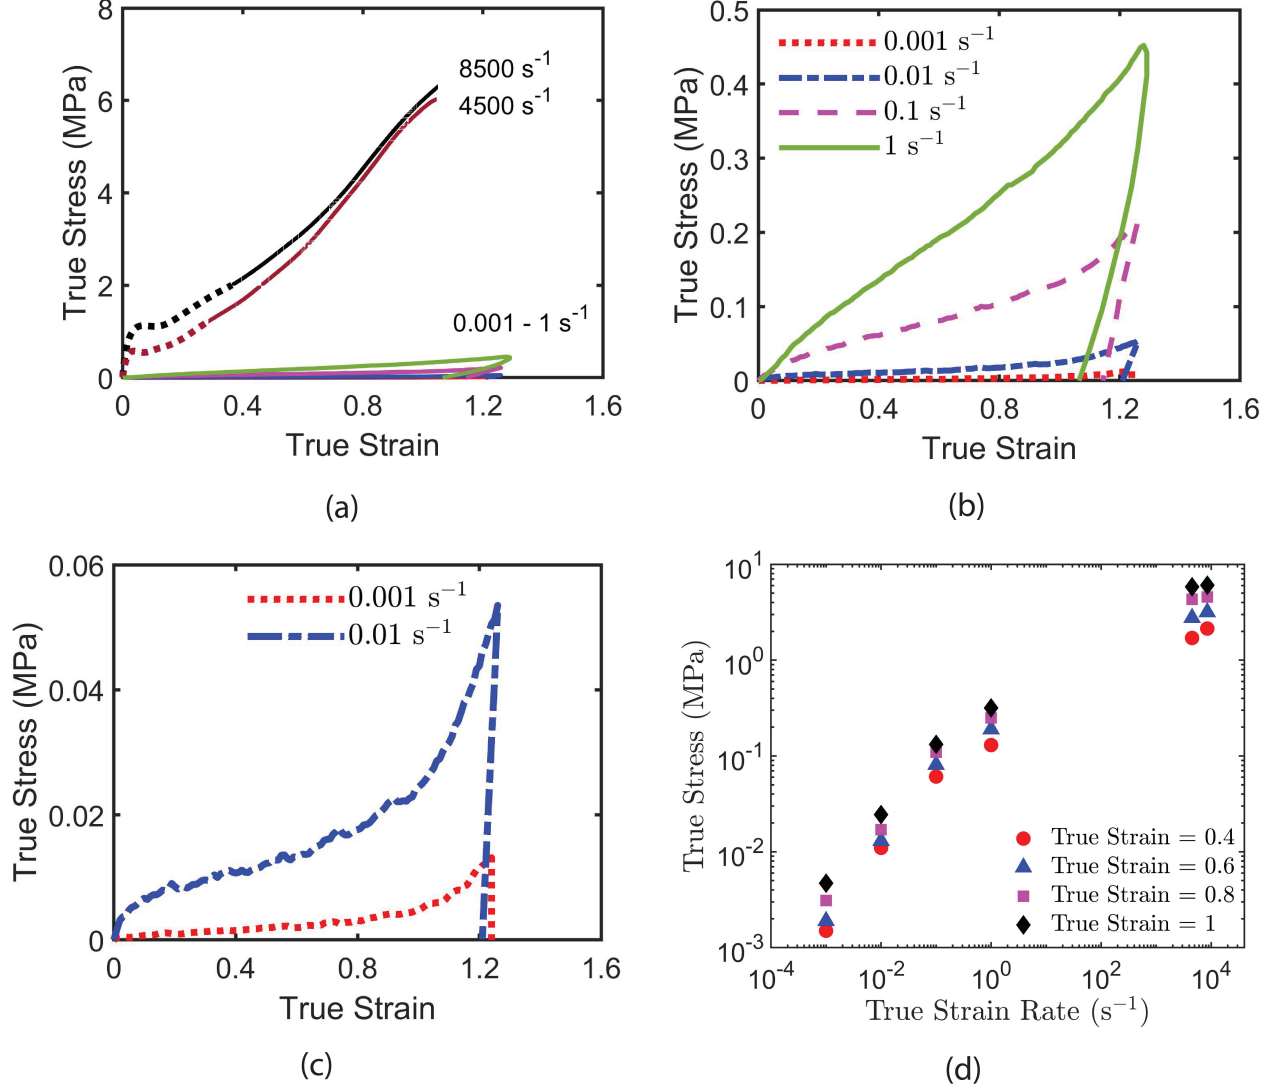 8
6
4
2
0
True Stress (MPa)
8500 s⁻¹
4500 s⁻¹
0.001 - 1 s⁻¹
0 0.4 0.8 1.2 1.6
True Strain
(a)
0.5
0.4
0.3
0.2
0.1
0
True Stress (MPa)
0.001 s⁻¹
0.01 s⁻¹
0.1 s⁻¹
1 s⁻¹
0 0.4 0.8 1.2 1.6
True Strain
(b)
0.06
0.04
0.02
0
True Stress (MPa)
0.001 s⁻¹
0.01 s⁻¹
0 0.4 0.8 1.2 1.6
True Strain
(c)
10¹
10⁰
10⁻¹
10⁻²
10⁻³
True Stress (MPa)
True Strain = 0.4
True Strain = 0.6
True Strain = 0.8
True Strain = 1
10⁻⁴ 10⁻² 10⁰ 10² 10⁴
True Strain Rate (s⁻¹)
(d)